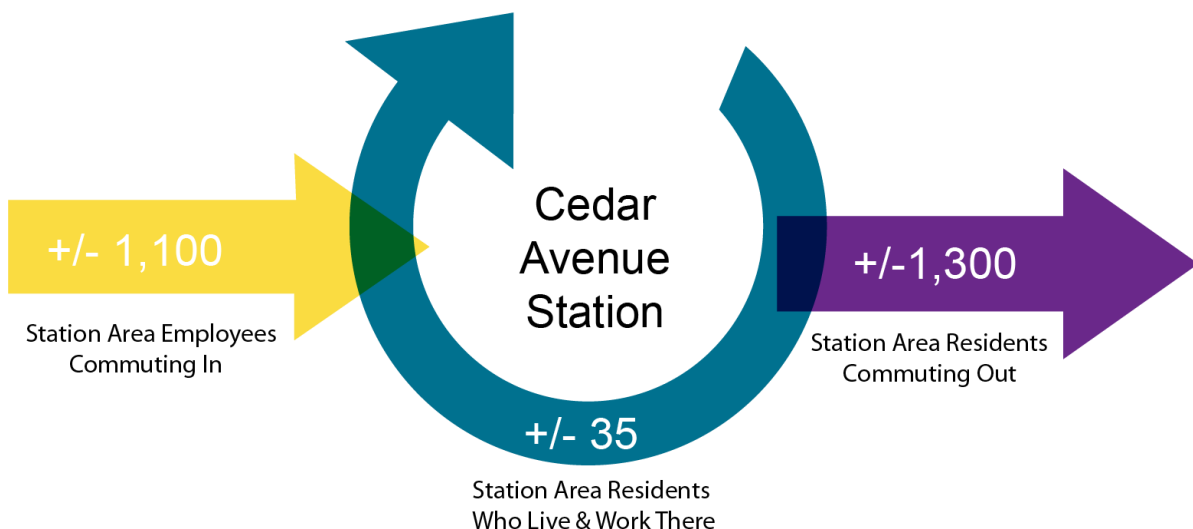 +/- 1,100
Station Area Employees
Commuting In
Cedar
Avenue
Station
+/- 35
Station Area Residents
Who Live & Work There
+/-1,300
Station Area Residents
Commuting Out